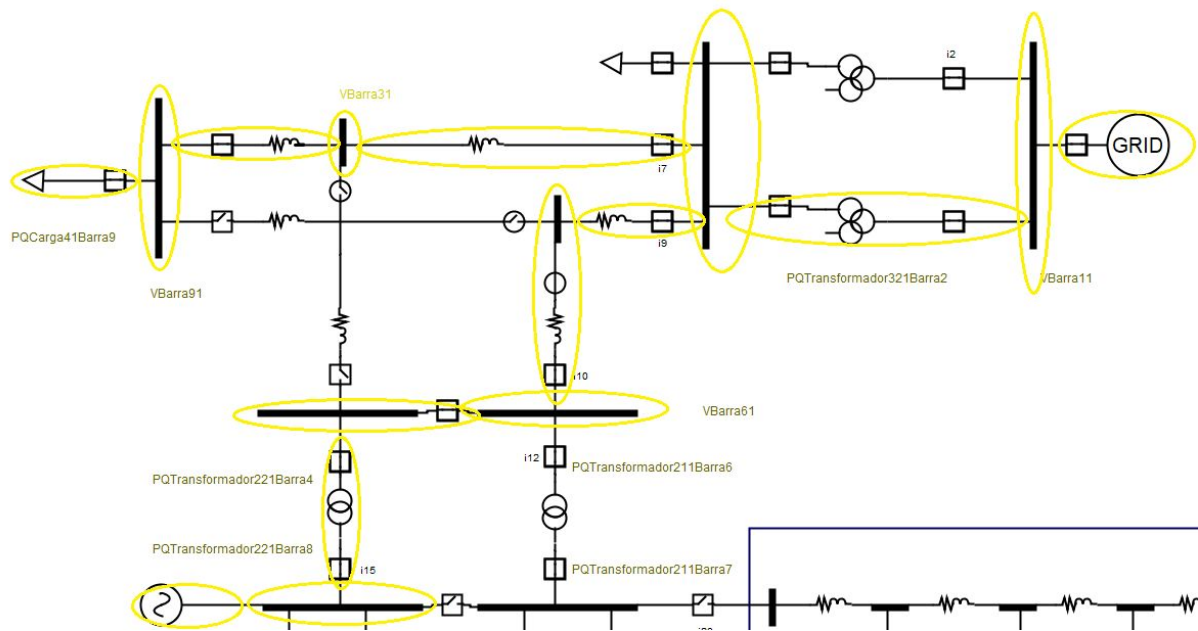 i2
VBarra31
GRID
i7
PQCarga41Barra9
i9
PQTransformador321Barra2
VBarra11
VBarra91
i10
VBarra61
i12
PQTransformador211Barra6
PQTransformador221Barra4
PQTransformador221Barra8
i15
PQTransformador211Barra7